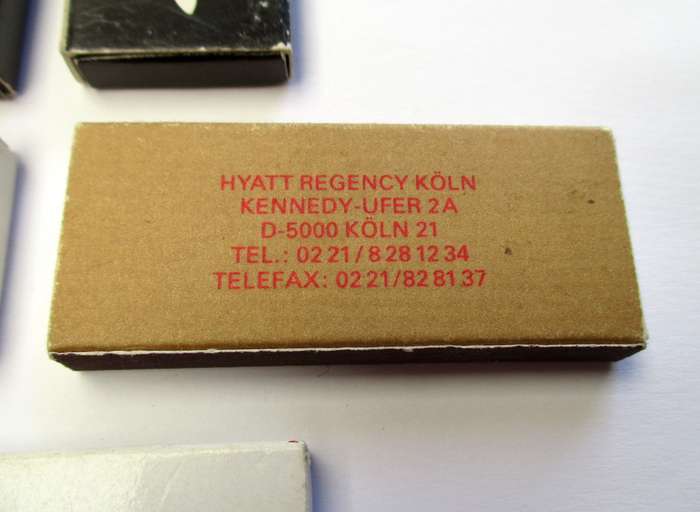 HYATT REGENCY KÖLN
KENNEDY-UFER 2A
D-5000 KÖLN 21
TEL.: 02 21/8 28 12 34
TELEFAX: 02 21/82 81 37